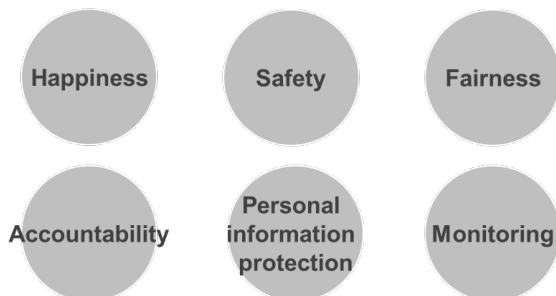 Happiness
Safety
Fairness
Accountability
Personal
information
protection
Monitoring